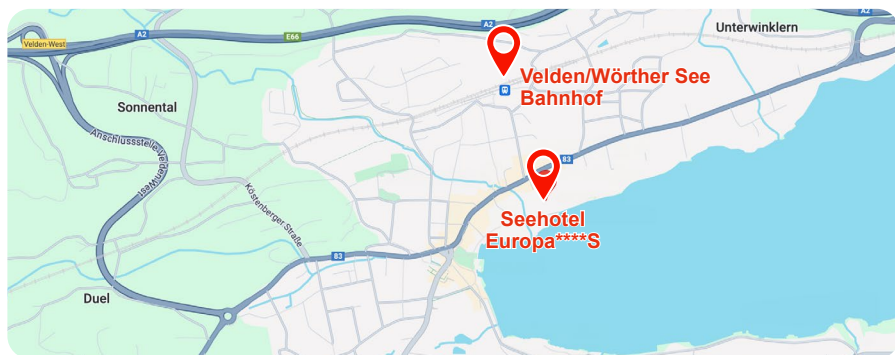 A2
E66
A2
Unterwinklern
Velden-West
Velden/Wörther See
Bahnhof
Sonnental
Anschlussstelle Velden West
83
Seehotel
Europa****S
Köstenberger Straße
83
Duel